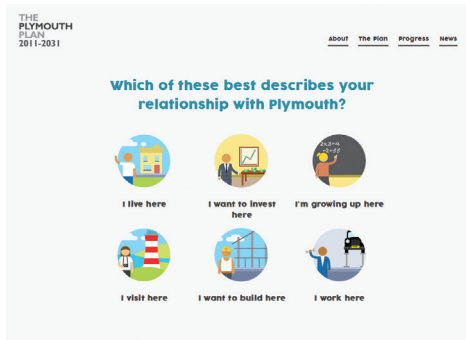 THE
PLYMOUTH
PLAN
2011-2031
About The Plan Progress News
Which of these best describes your
relationship with Plymouth?
I live here
I want to invest
here
I'm growing up here
I visit here
I want to build here
I work here